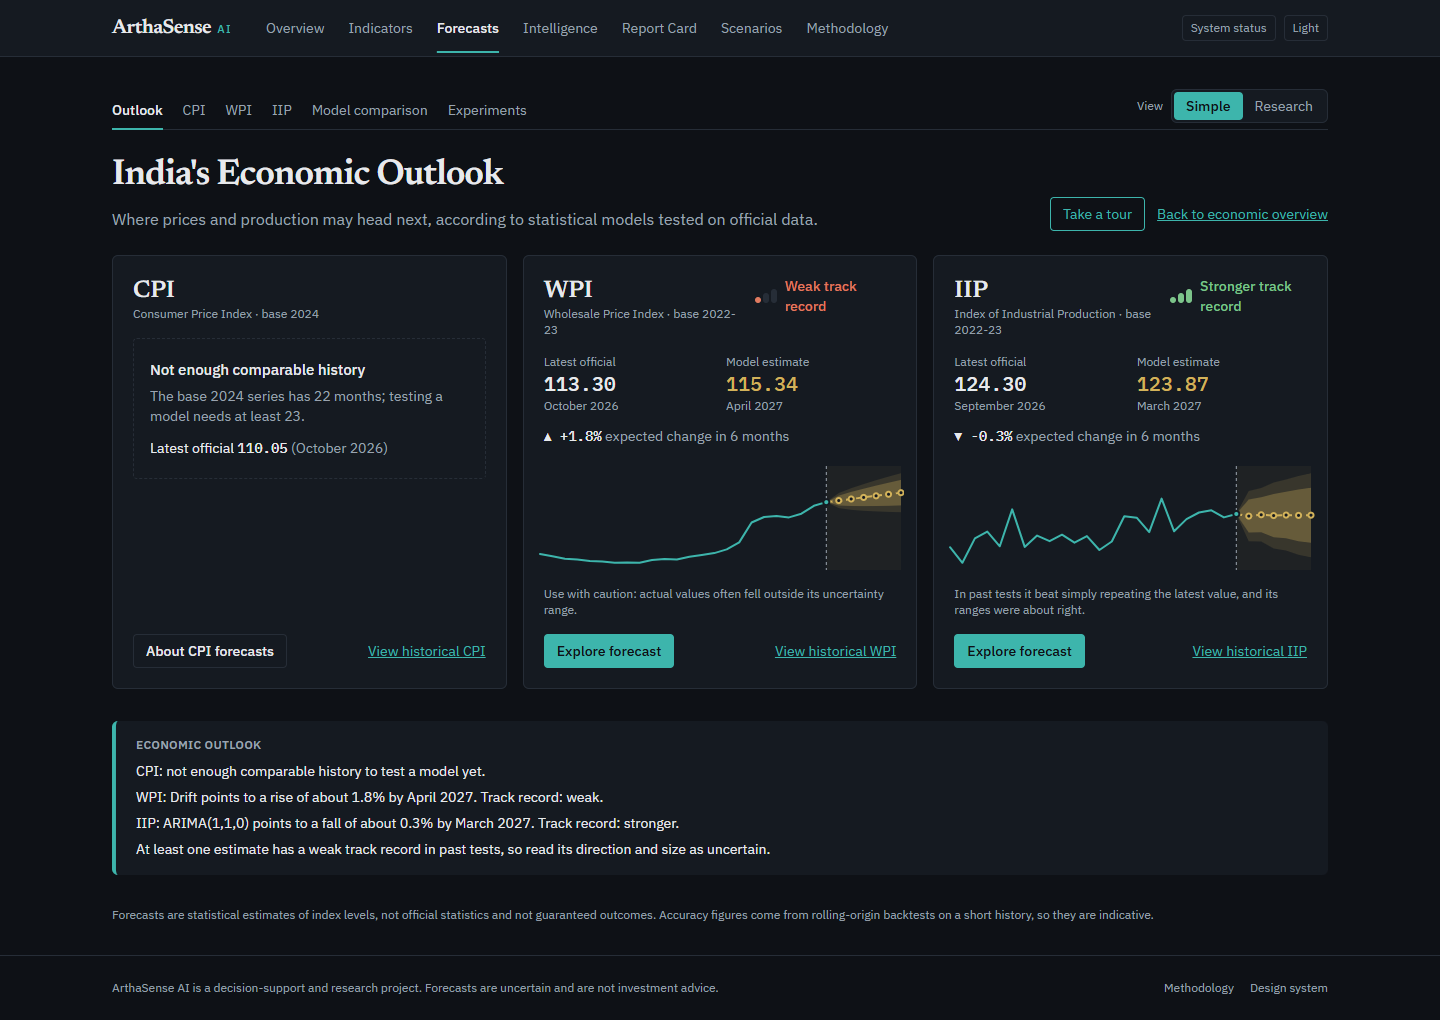 ArthaSense AI
Overview
Indicators
Forecasts
Intelligence
Report Card
Scenarios
Methodology
System status
Light
Outlook
CPI
WPI
IIP
Model comparison
Experiments
View
Simple
Research
India's Economic Outlook
Where prices and production may head next, according to statistical models tested on official data.
Take a tour
Back to economic overview
CPI
Consumer Price Index · base 2024
Not enough comparable history
The base 2024 series has 22 months; testing a
model needs at least 23.
Latest official 110.05 (October 2026)
About CPI forecasts
View historical CPI
WPI
Wholesale Price Index · base 2022-
23
Weak track
record
Latest official
113.30
October 2026
Model estimate
115.34
April 2027
▲ +1.8% expected change in 6 months
Use with caution: actual values often fell outside its uncertainty
range.
Explore forecast
View historical WPI
IIP
Index of Industrial Production · base
2022-23
Stronger track
record
Latest official
124.30
September 2026
Model estimate
123.87
March 2027
▼ -0.3% expected change in 6 months
In past tests it beat simply repeating the latest value, and its
ranges were about right.
Explore forecast
View historical IIP
ECONOMIC OUTLOOK
CPI: not enough comparable history to test a model yet.
WPI: Drift points to a rise of about 1.8% by April 2027. Track record: weak.
IIP: ARIMA(1,1,0) points to a fall of about 0.3% by March 2027. Track record: stronger.
At least one estimate has a weak track record in past tests, so read its direction and size as uncertain.
Forecasts are statistical estimates of index levels, not official statistics and not guaranteed outcomes. Accuracy figures come from rolling-origin backtests on a short history, so they are indicative.
ArthaSense AI is a decision-support and research project. Forecasts are uncertain and are not investment advice.
Methodology
Design system